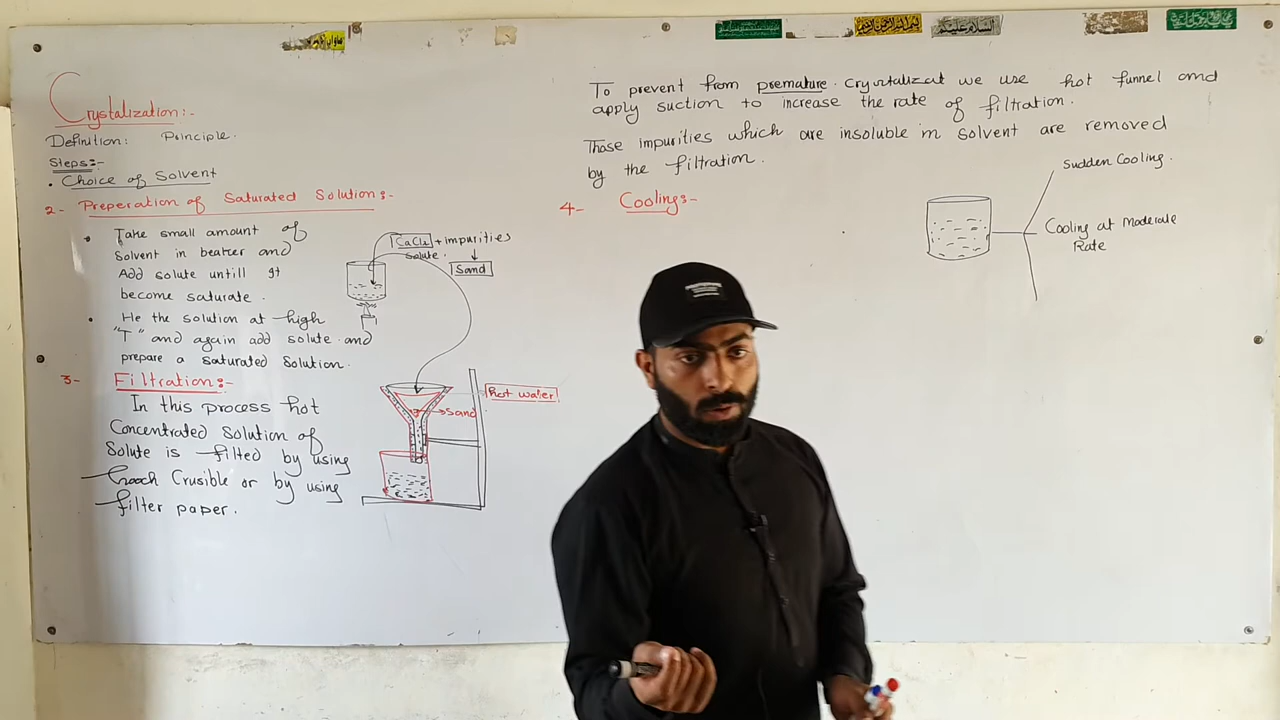 السلام علیکم
Crystalization:-
Definition: Principle.
Steps:-
• Choice of Solvent
2- Preperation of Saturated Solution:-
• Take small amount of
Solvent in beaker and
Add solute untill It
become saturate.
• He the solution at high
"T" and again add solute and
prepare a saturated Solution.
CaCl2 + impurities
Solute.
Sand
3- Filtration:-
In this process hot
Concentrated Solution of
Solute is filted by using
Gooch Crusible or by using
filter paper.
Hot water
Sand
To prevent from premature. Crystalizat we use hot funnel and
apply suction to increase the rate of filtration.
Those impurities which are insoluble in solvent are removed
by the filtration.
4- Cooling:-
Sudden Cooling.
Cooling at Moderate
Rate